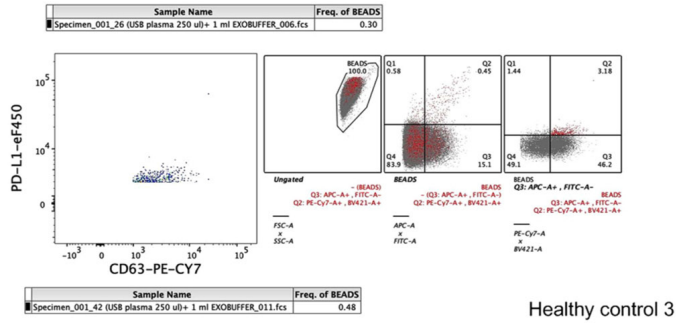 Sample Name Freq. of BEADS
Specimen_001_26 (USB plasma 250 ul)+ 1 ml EXOBUFFER_006.fcs 0.30
PD-L1-eF450
10^5
10^4
0
-10^3 0 10^3 10^4 10^5
CD63-PE-CY7
BEADS
100.0
Ungated
- (BEADS)
Q3: APC-A+ , FITC-A-
Q2: PE-Cy7-A+ , BV421-A+
FSC-A
x
SSC-A
Q1
0.58
Q2
0.45
Q4
83.9
Q3
15.1
BEADS
BEADS
- (Q3: APC-A+ , FITC-A-)
Q2: PE-Cy7-A+ , BV421-A+
APC-A
x
FITC-A
Q1
1.44
Q2
3.18
Q4
49.1
Q3
46.2
BEADS
Q3: APC-A+ , FITC-A-
BEADS
Q3: APC-A+ , FITC-A-
Q2: PE-Cy7-A+ , BV421-A+
PE-Cy7-A
x
BV421-A
Sample Name Freq. of BEADS
Specimen_001_42 (USB plasma 250 ul)+ 1 ml EXOBUFFER_011.fcs 0.48
Healthy control 3